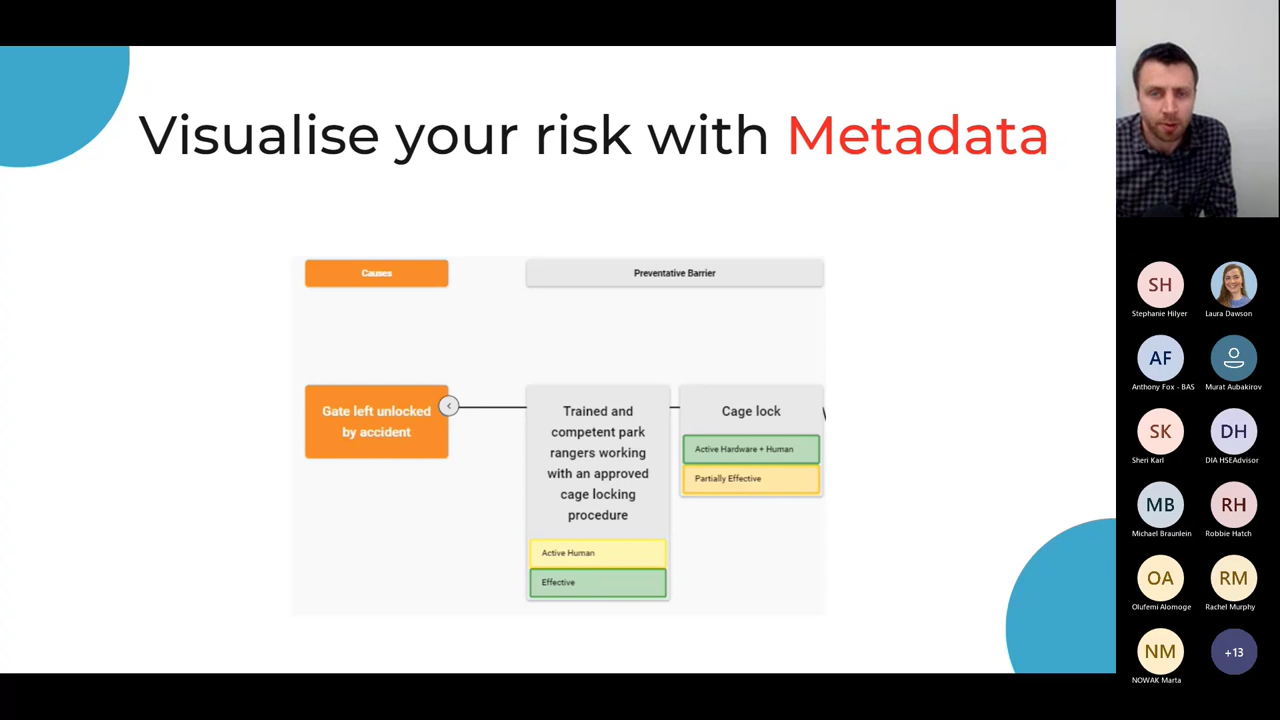 Visualise your risk with Metadata
Causes
Preventative Barrier
Gate left unlocked
by accident
Trained and
competent park
rangers working
with an approved
cage locking
procedure
Active Human
Effective
Cage lock
Active Hardware + Human
Partially Effective
SH
Stephanie Hilyer
Laura Dawson
AF
Anthony Fox - BAS
Murat Aubakirov
SK
Sheri Karl
DH
DIA HSEAdvisor
MB
Michael Braunlein
RH
Robbie Hatch
OA
Olufemi Alomoge
RM
Rachel Murphy
NM
NOWAK Marta
+13